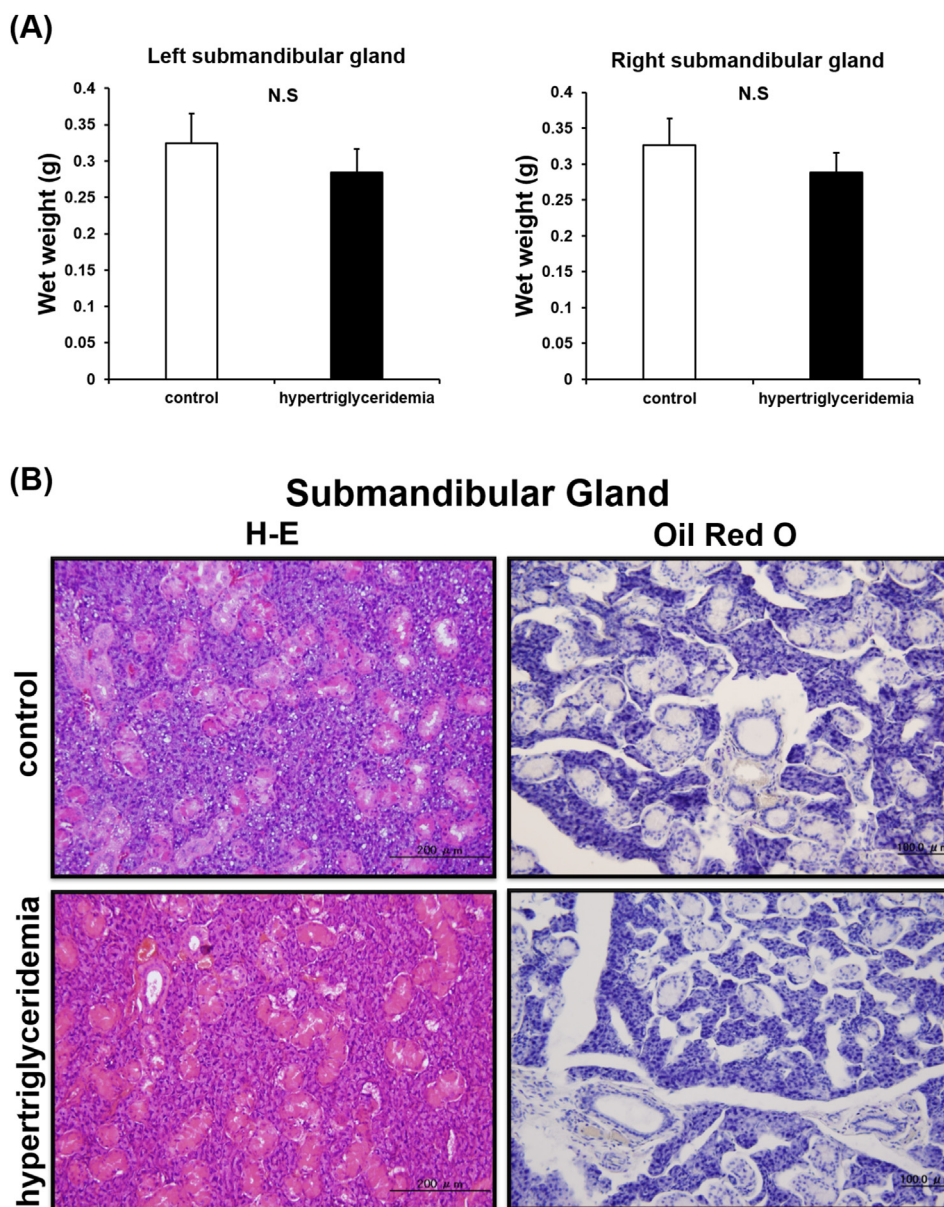 (A)
Left submandibular gland
N.S
Wet weight (g)
0.4
0.35
0.3
0.25
0.2
0.15
0.1
0.05
0
control
hypertriglyceridemia
Right submandibular gland
N.S
Wet weight (g)
0.4
0.35
0.3
0.25
0.2
0.15
0.1
0.05
0
control
hypertriglyceridemia
(B)
Submandibular Gland
H-E
Oil Red O
control
200 μm
100.0 μm
hypertriglyceridemia
200 μm
100.0 μm